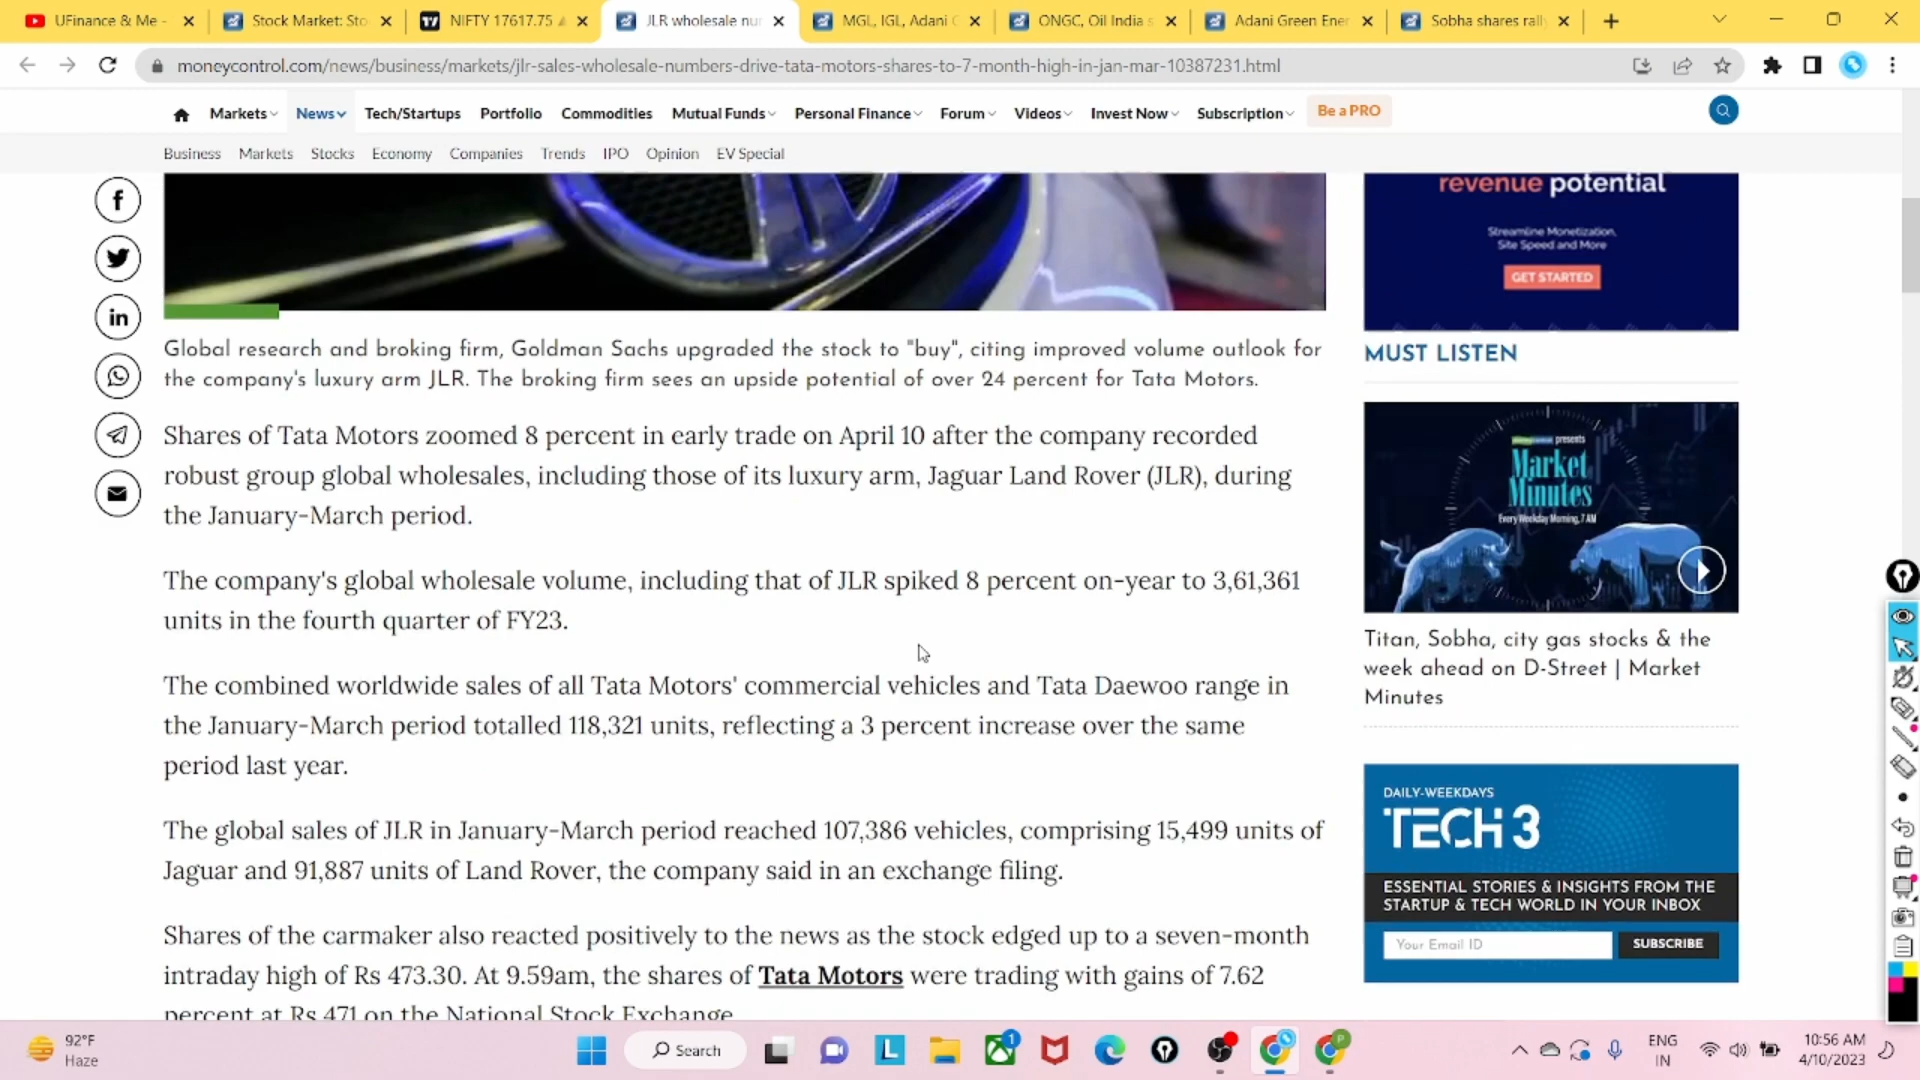 UFinance & Me -
Stock Market: Sto
NIFTY 17617.75
JLR wholesale nu
MGL, IGL, Adani
ONGC, Oil India s
Adani Green Ener
Sobha shares rall
moneycontrol.com/news/business/markets/jlr-sales-wholesale-numbers-drive-tata-motors-shares-to-7-month-high-in-jan-mar-10387231.html
Markets News Tech/Startups Portfolio Commodities Mutual Funds Personal Finance Forum Videos Invest Now Subscription Be a PRO
Business Markets Stocks Economy Companies Trends IPO Opinion EV Special
Global research and broking firm, Goldman Sachs upgraded the stock to "buy", citing improved volume outlook for
the company's luxury arm JLR. The broking firm sees an upside potential of over 24 percent for Tata Motors.
Shares of Tata Motors zoomed 8 percent in early trade on April 10 after the company recorded
robust group global wholesales, including those of its luxury arm, Jaguar Land Rover (JLR), during
the January-March period.
The company's global wholesale volume, including that of JLR spiked 8 percent on-year to 3,61,361
units in the fourth quarter of FY23.
The combined worldwide sales of all Tata Motors' commercial vehicles and Tata Daewoo range in
the January-March period totalled 118,321 units, reflecting a 3 percent increase over the same
period last year.
The global sales of JLR in January-March period reached 107,386 vehicles, comprising 15,499 units of
Jaguar and 91,887 units of Land Rover, the company said in an exchange filing.
Shares of the carmaker also reacted positively to the news as the stock edged up to a seven-month
intraday high of Rs 473.30. At 9.59am, the shares of Tata Motors were trading with gains of 7.62
percent at Rs 471 on the National Stock Exchange
revenue potential
Streamline Monetization,
Site Speed and More
GET STARTED
MUST LISTEN
presents
Market
Minutes
Every Weekday Morning, 7 AM
Titan, Sobha, city gas stocks & the
week ahead on D-Street | Market
Minutes
DAILY-WEEKDAYS
TECH 3
ESSENTIAL STORIES & INSIGHTS FROM THE
STARTUP & TECH WORLD IN YOUR INBOX
Your Email ID
SUBSCRIBE
92°F
Haze
Search
ENG
IN
10:56 AM
4/10/2023